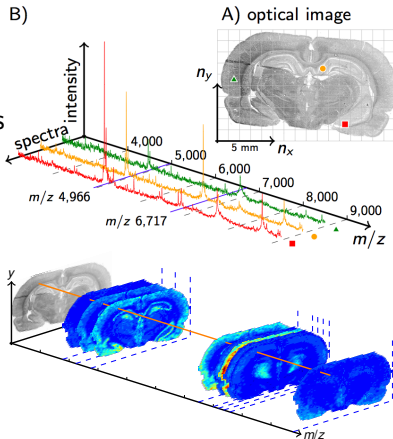 B)
A) optical image
intensity
n_y
n_x
5 mm
s
spectra
4,000
5,000
6,000
7,000
8,000
9,000
m/z
m/z 4,966
m/z 6,717
y
m/z